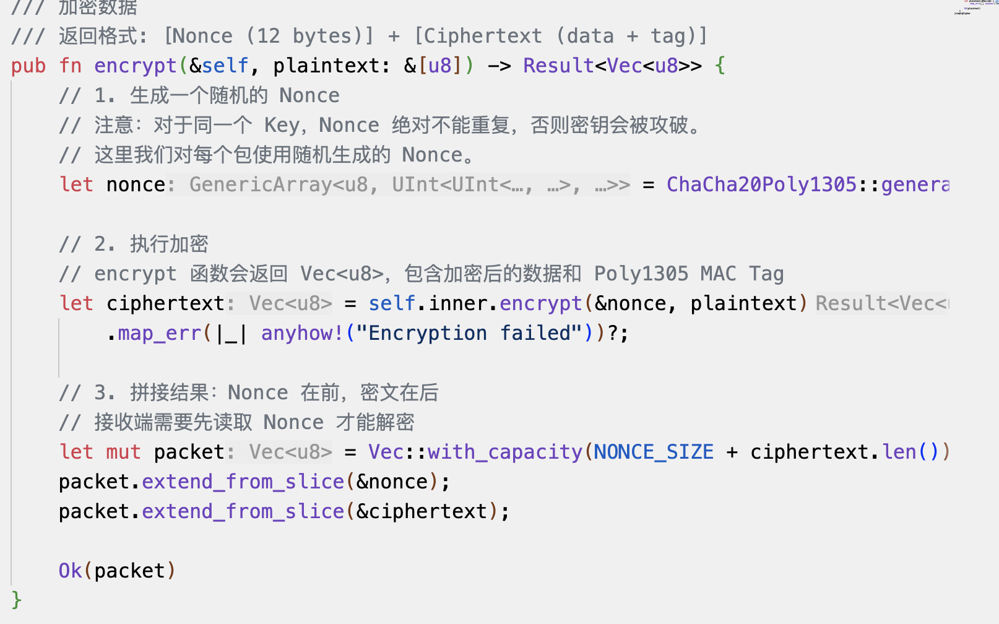 /// 加密数据
/// 返回格式: [Nonce (12 bytes)] + [Ciphertext (data + tag)]
pub fn encrypt(&self, plaintext: &[u8]) -> Result<Vec<u8>> {
// 1. 生成一个随机的 Nonce
// 注意：对于同一个 Key，Nonce 绝对不能重复，否则密钥会被攻破。
// 这里我们对每个包使用随机生成的 Nonce。
let nonce: GenericArray<u8, UInt<UInt<…, …>, …>> = ChaCha20Poly1305::genera
// 2. 执行加密
// encrypt 函数会返回 Vec<u8>，包含加密后的数据和 Poly1305 MAC Tag
let ciphertext: Vec<u8> = self.inner.encrypt(&nonce, plaintext) Result<Vec<
.map_err(|_| anyhow!("Encryption failed"))?;
// 3. 拼接结果：Nonce 在前，密文在后
// 接收端需要先读取 Nonce 才能解密
let mut packet: Vec<u8> = Vec::with_capacity(NONCE_SIZE + ciphertext.len())
packet.extend_from_slice(&nonce);
packet.extend_from_slice(&ciphertext);
Ok(packet)
}